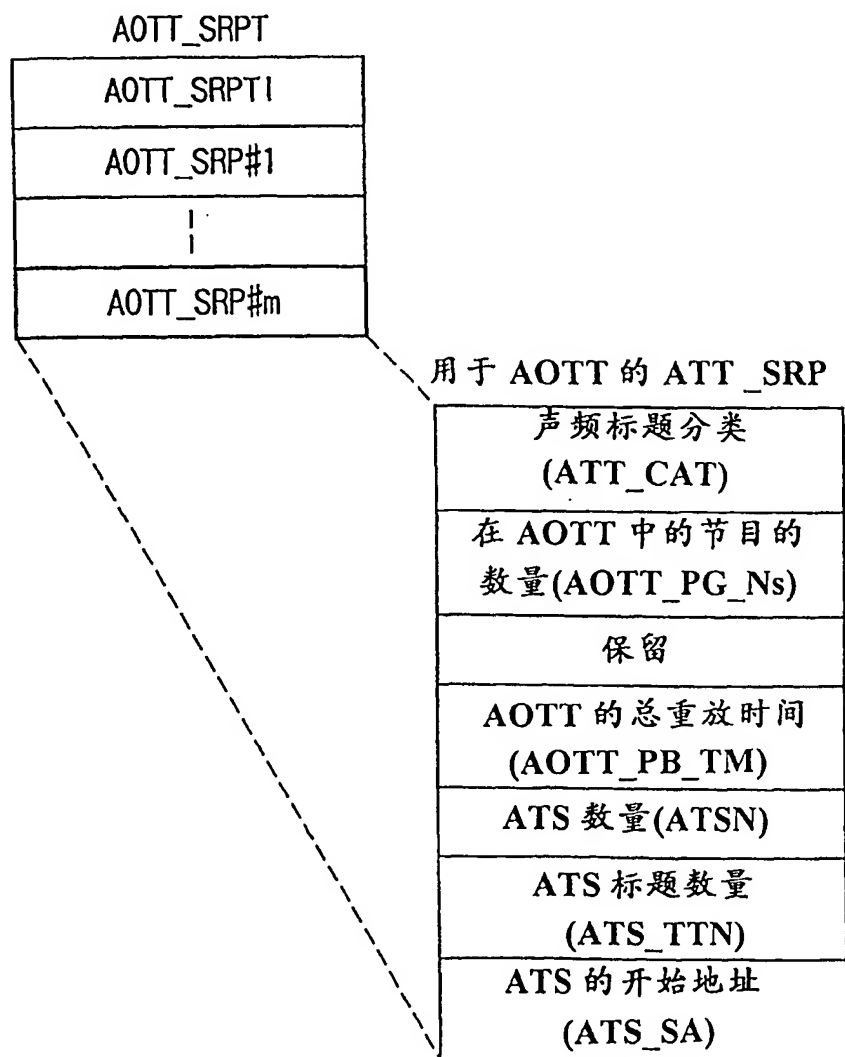 AOTT_SRPT
AOTT_SRPTI
AOTT_SRP#1
AOTT_SRP#m
用于 AOTT 的 ATT _SRP
声频标题分类
(ATT_CAT)
在 AOTT 中的节目的
数量(AOTT_PG_Ns)
保留
AOTT 的总重放时间
(AOTT_PB_TM)
ATS 数量(ATSN)
ATS 标题数量
(ATS_TTN)
ATS 的开始地址
(ATS_SA)